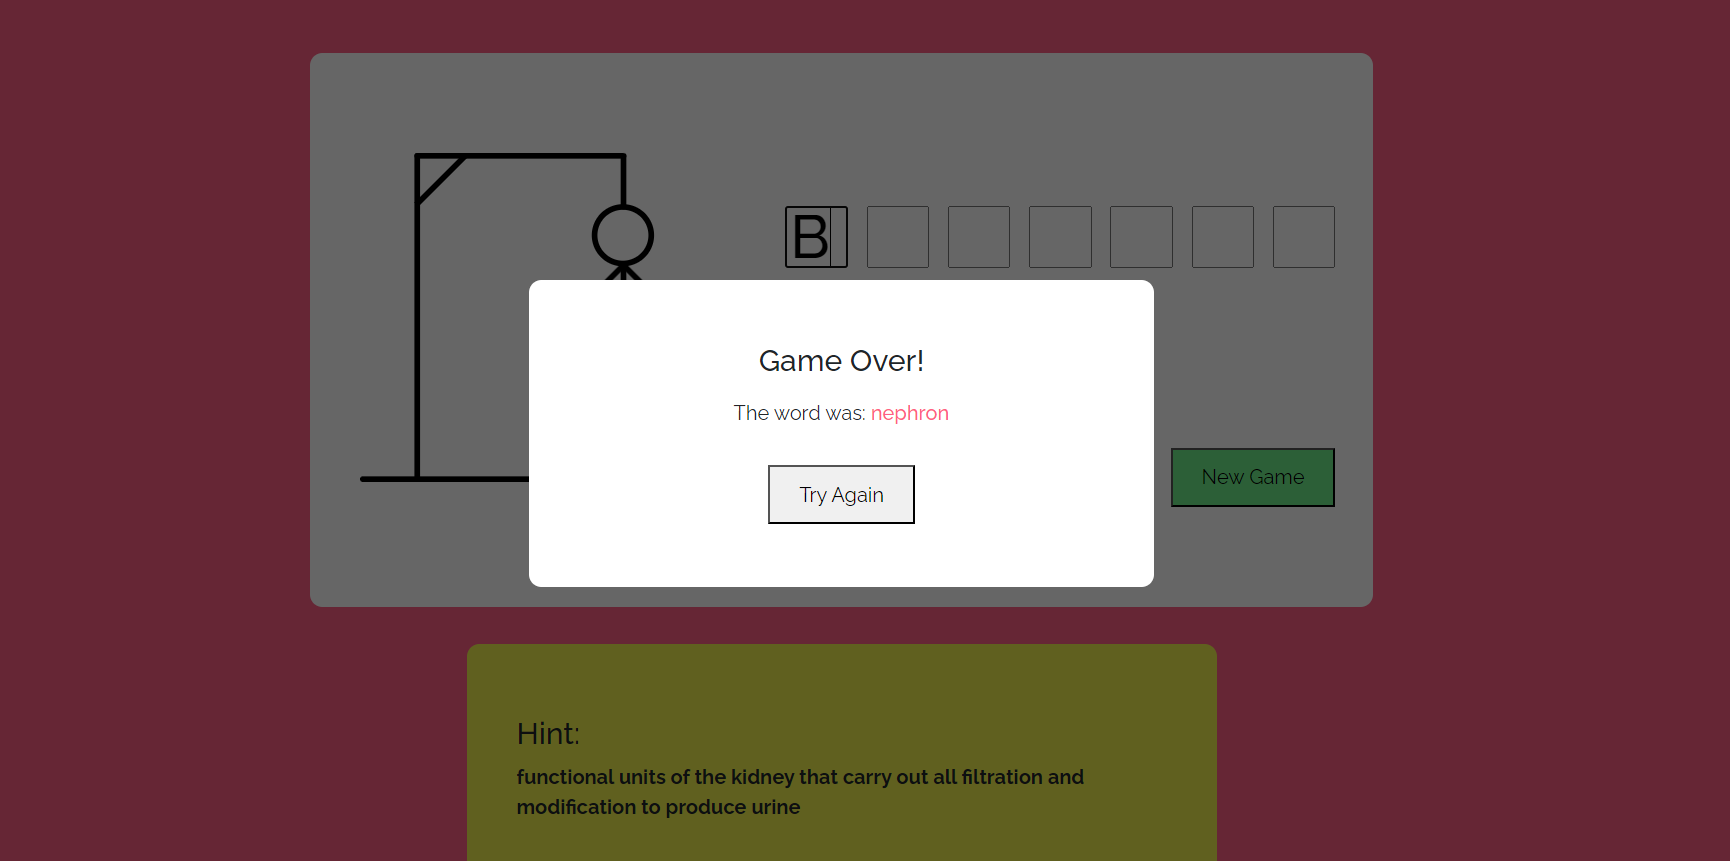 B
Game Over!
The word was: nephron
Try Again
New Game
Hint:
functional units of the kidney that carry out all filtration and
modification to produce urine